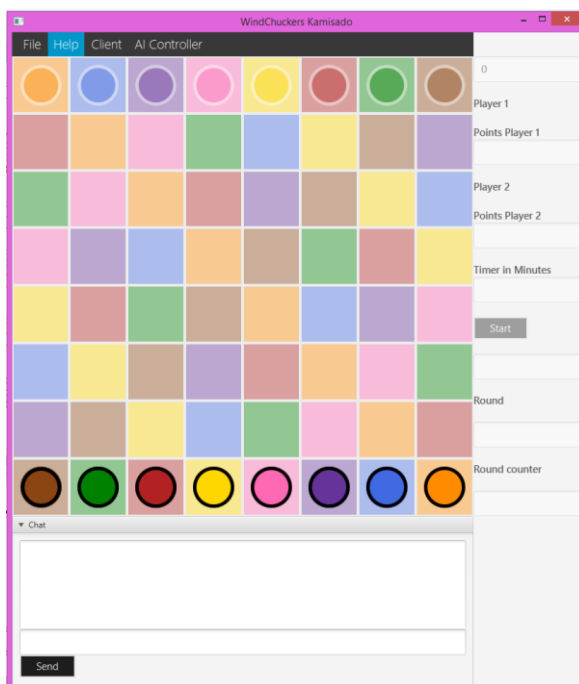 WindChuckers Kamisado
File Help Client AI Controller
0
Player 1
Points Player 1
Player 2
Points Player 2
Timer in Minutes
Start
Round
Round counter
Chat
Send